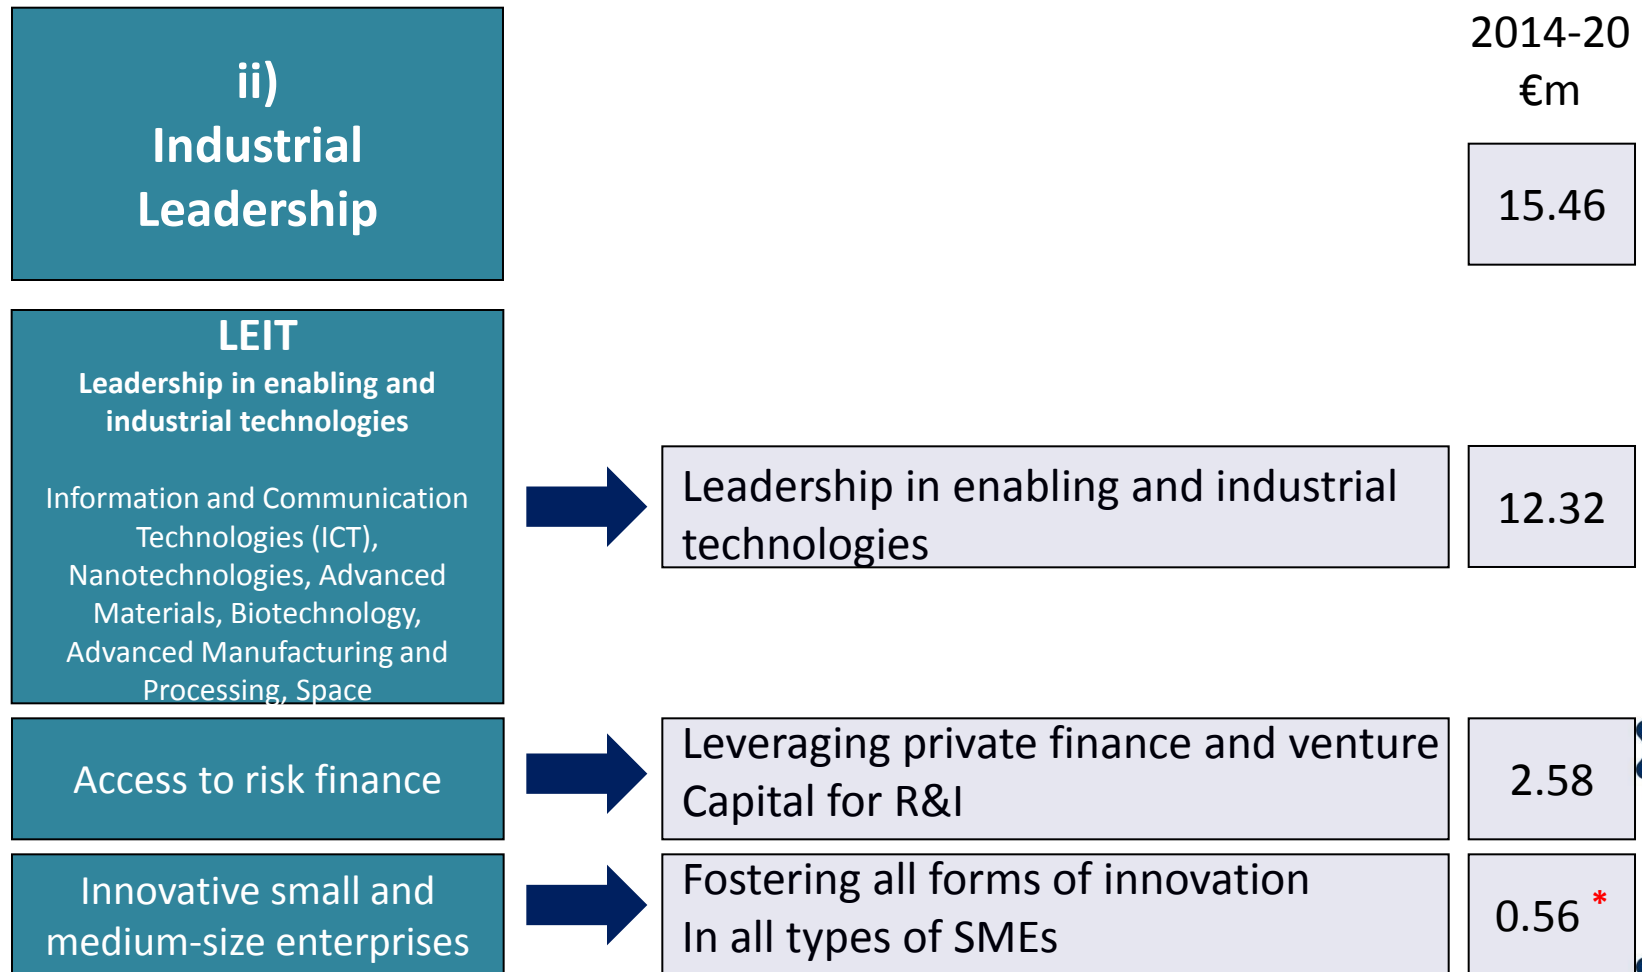 ii)
Industrial
Leadership
2014-20
€m
15.46
LEIT
Leadership in enabling and
industrial technologies
Information and Communication
Technologies (ICT),
Nanotechnologies, Advanced
Materials, Biotechnology,
Advanced Manufacturing and
Processing, Space
Leadership in enabling and industrial
technologies
12.32
Access to risk finance
Leveraging private finance and venture
Capital for R&I
2.58
Innovative small and
medium-size enterprises
Fostering all forms of innovation
In all types of SMEs
0.56 *